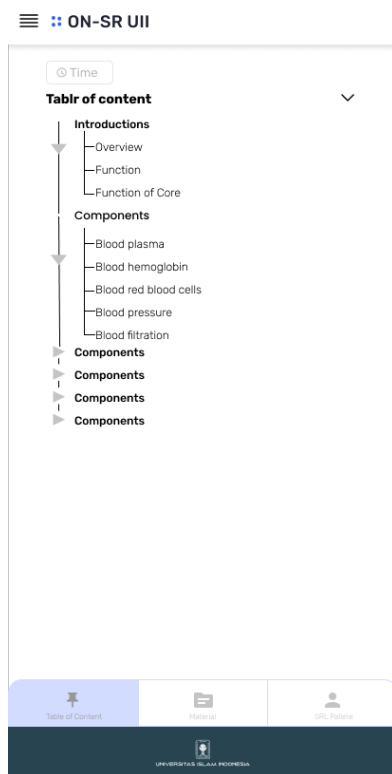 ON-SR UII
Time
Tablr of content
Introductions
Overview
Function
Function of Core
Components
Blood plasma
Blood hemoglobin
Blood red blood cells
Blood pressure
Blood filtration
Components
Components
Components
Components
Table of Content
Material
SRL Pallete
UNIVERSITAS ISLAM INDONESIA